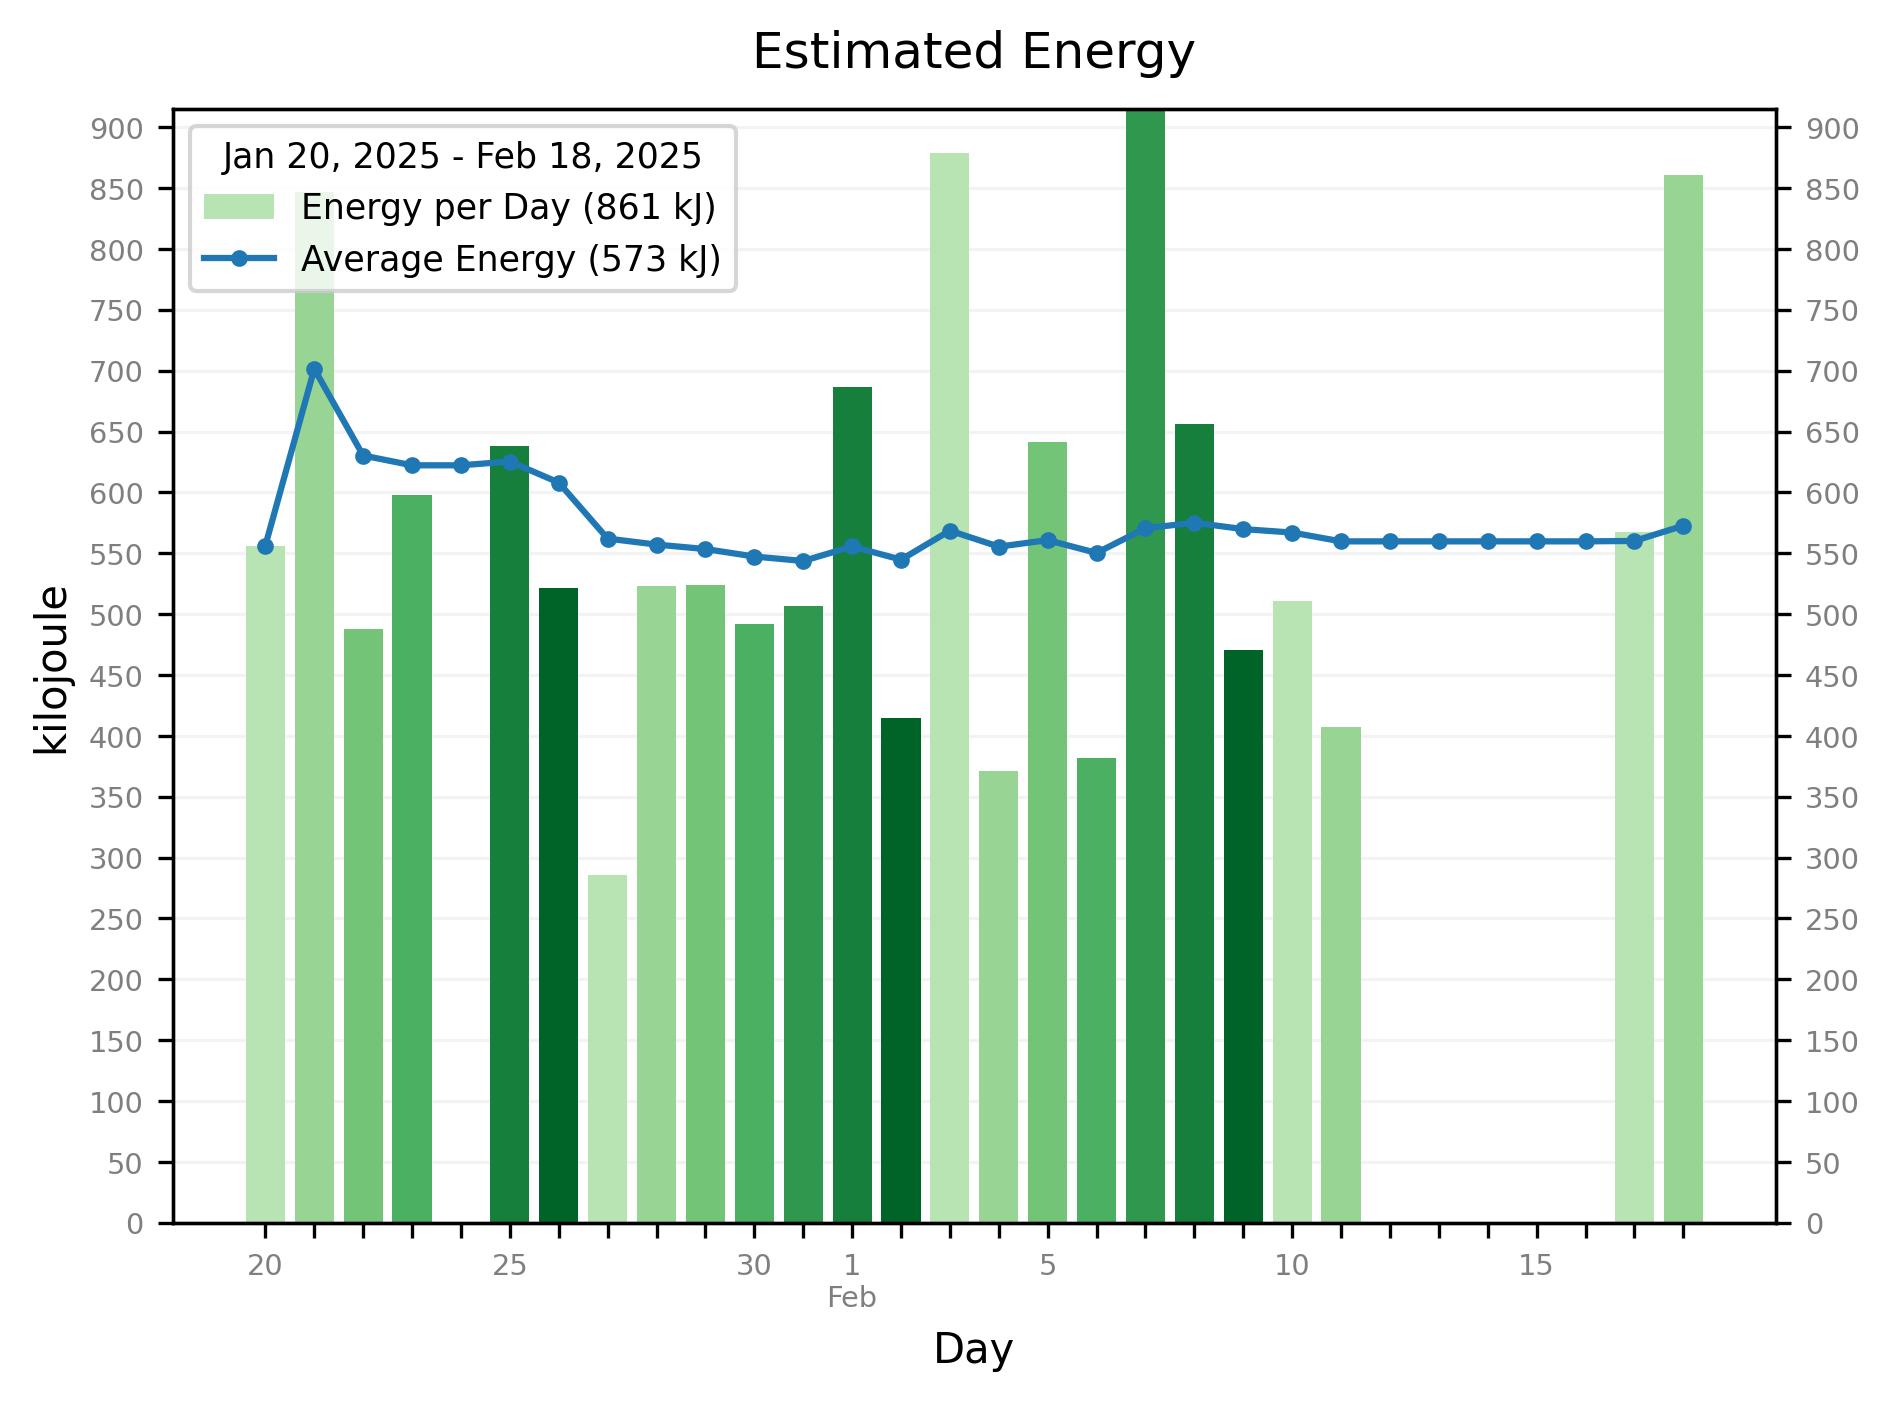 Estimated Energy
Jan 20, 2025 - Feb 18, 2025
Energy per Day (861 kJ)
Average Energy (573 kJ)
900 900
850 850
800 800
750 750
700 700
650 650
600 600
550 550
500 500
450 450
400 400
350 350
300 300
250 250
200 200
150 150
100 100
50 50
0 0
kilojoule
20 25 30 1 5 10 15
Feb
Day